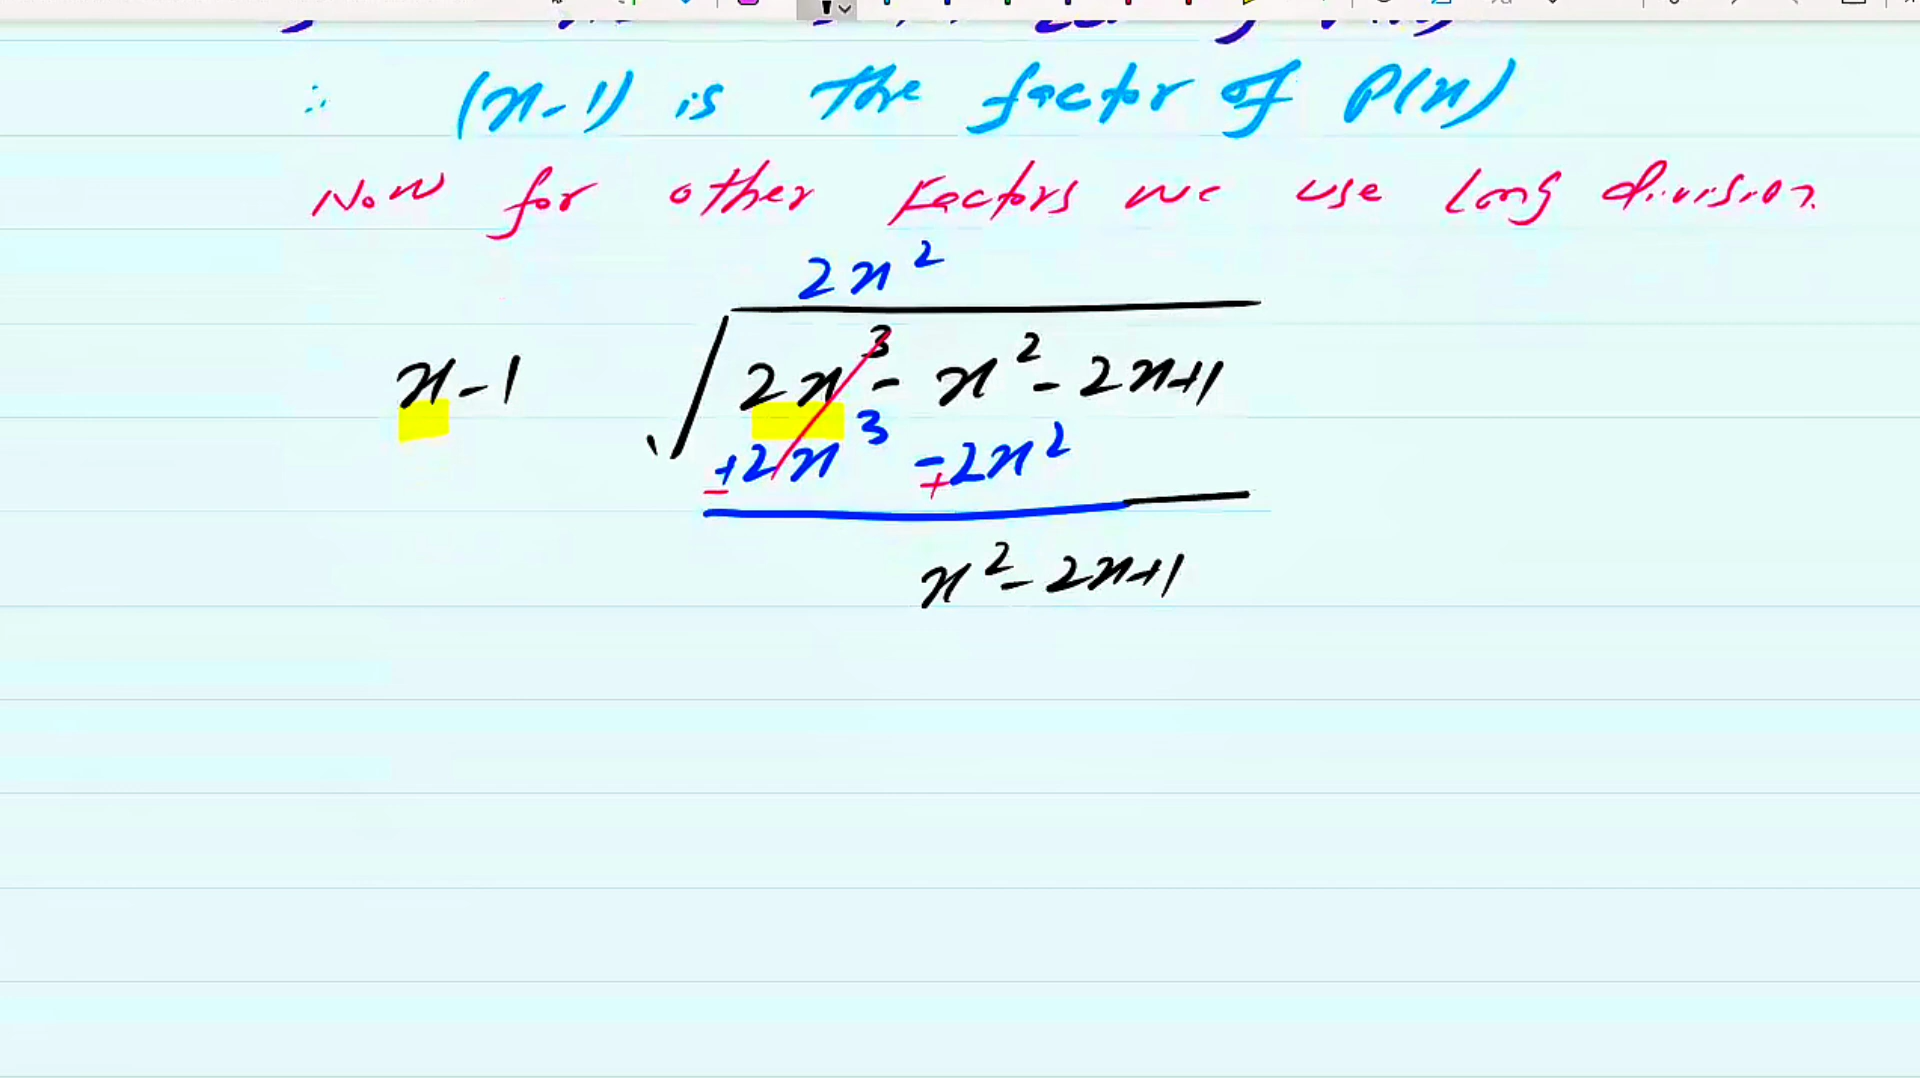 ∴ (x-1) is the factor of P(x)
Now for other Factors we use long division.
2x²
x-1 √ 2x³ - x² - 2x+1
+2x³ -2x²
- +
x² - 2x+1